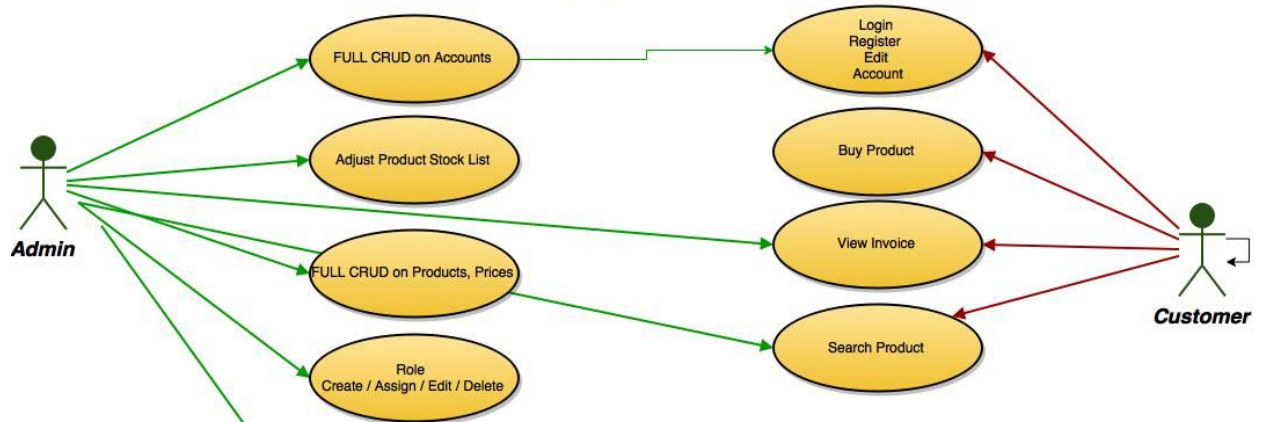 FULL CRUD on Accounts
Login
Register
Edit
Account
Adjust Product Stock List
Buy Product
Admin
View Invoice
FULL CRUD on Products, Prices
Customer
Search Product
Role
Create / Assign / Edit / Delete